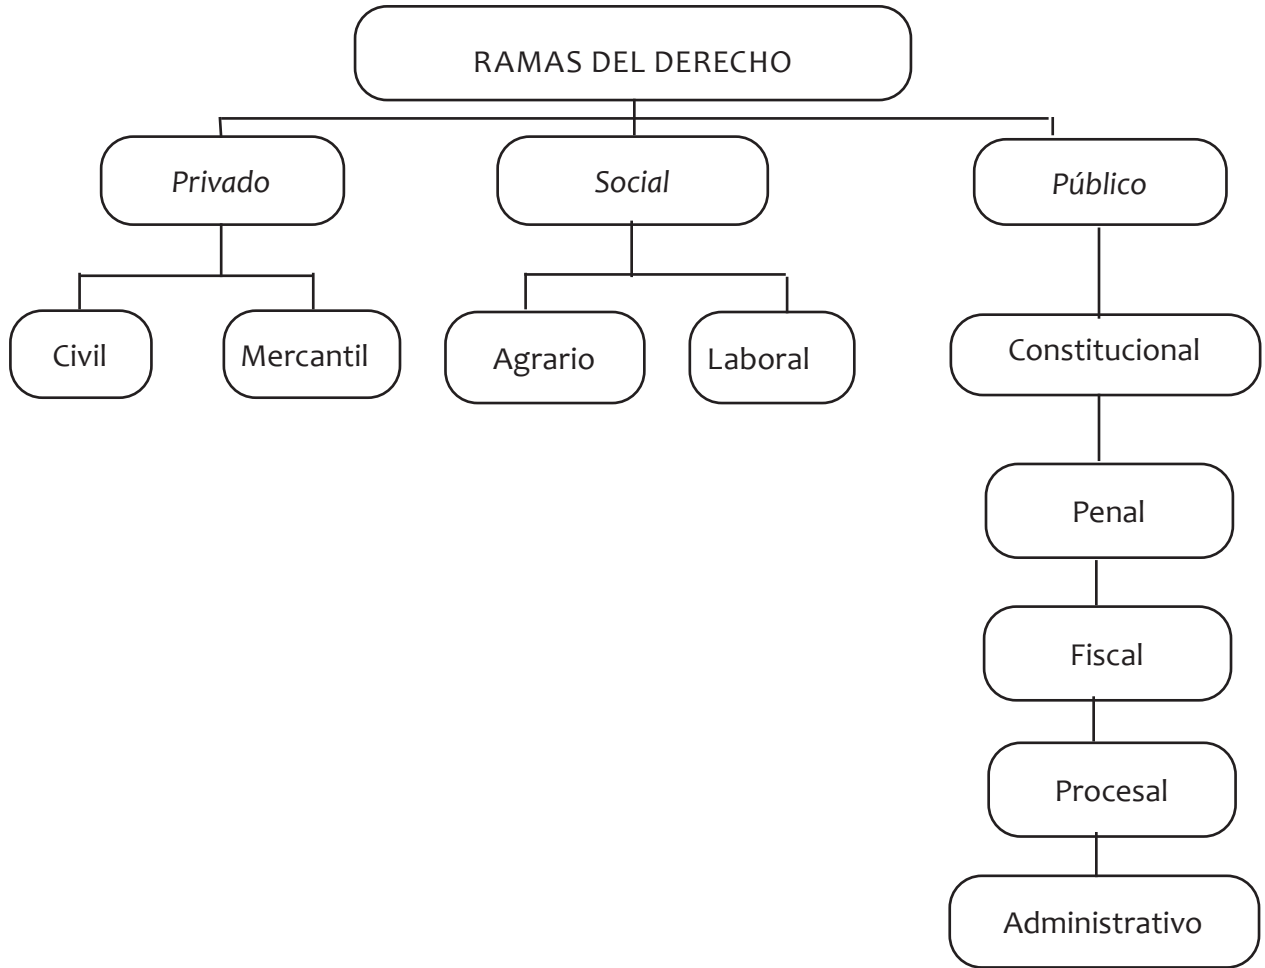 RAMAS DEL DERECHO
Privado
Social
Público
Civil
Mercantil
Agrario
Laboral
Constitucional
Penal
Fiscal
Procesal
Administrativo